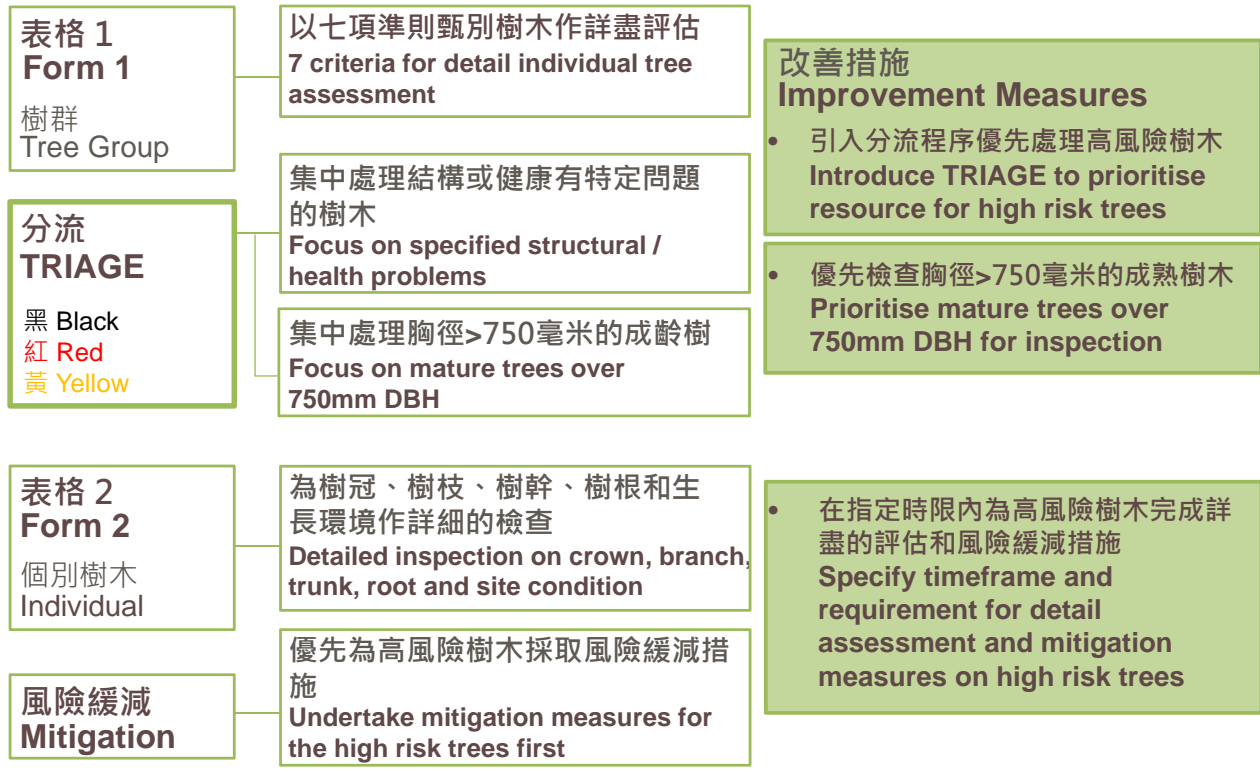 表格 1
Form 1
樹群
Tree Group
以七項準則甄別樹木作詳盡評估
7 criteria for detail individual tree
assessment
分流
TRIAGE
黑 Black
紅 Red
黃 Yellow
集中處理結構或健康有特定問題
的樹木
Focus on specified structural /
health problems
集中處理胸徑>750毫米的成齡樹
Focus on mature trees over
750mm DBH
改善措施
Improvement Measures
• 引入分流程序優先處理高風險樹木
Introduce TRIAGE to prioritise
resource for high risk trees
• 優先檢查胸徑>750毫米的成熟樹木
Prioritise mature trees over
750mm DBH for inspection
表格 2
Form 2
個別樹木
Individual
為樹冠、樹枝、樹幹、樹根和生
長環境作詳細的檢查
Detailed inspection on crown, branch,
trunk, root and site condition
風險緩減
Mitigation
優先為高風險樹木採取風險緩減措
施
Undertake mitigation measures for
the high risk trees first
• 在指定時限內為高風險樹木完成詳
盡的評估和風險緩減措施
Specify timeframe and
requirement for detail
assessment and mitigation
measures on high risk trees